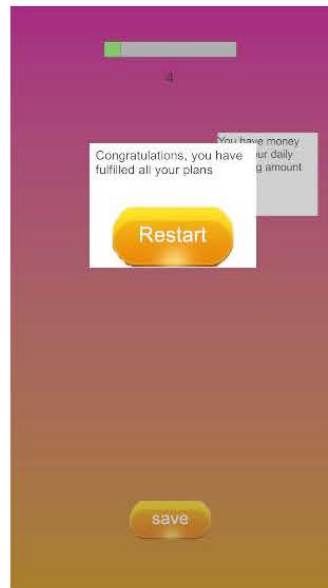 4
You have money
ur daily
g amount
Congratulations, you have
fulfilled all your plans
Restart
save